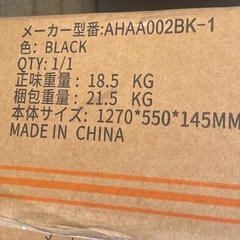 メーカー型番:AHAA002BK-1
色: BLACK
QTY: 1/1
正味重量: 18.5 KG
梱包重量: 21.5 KG
本体サイズ: 1270*550*145MM
MADE IN CHINA